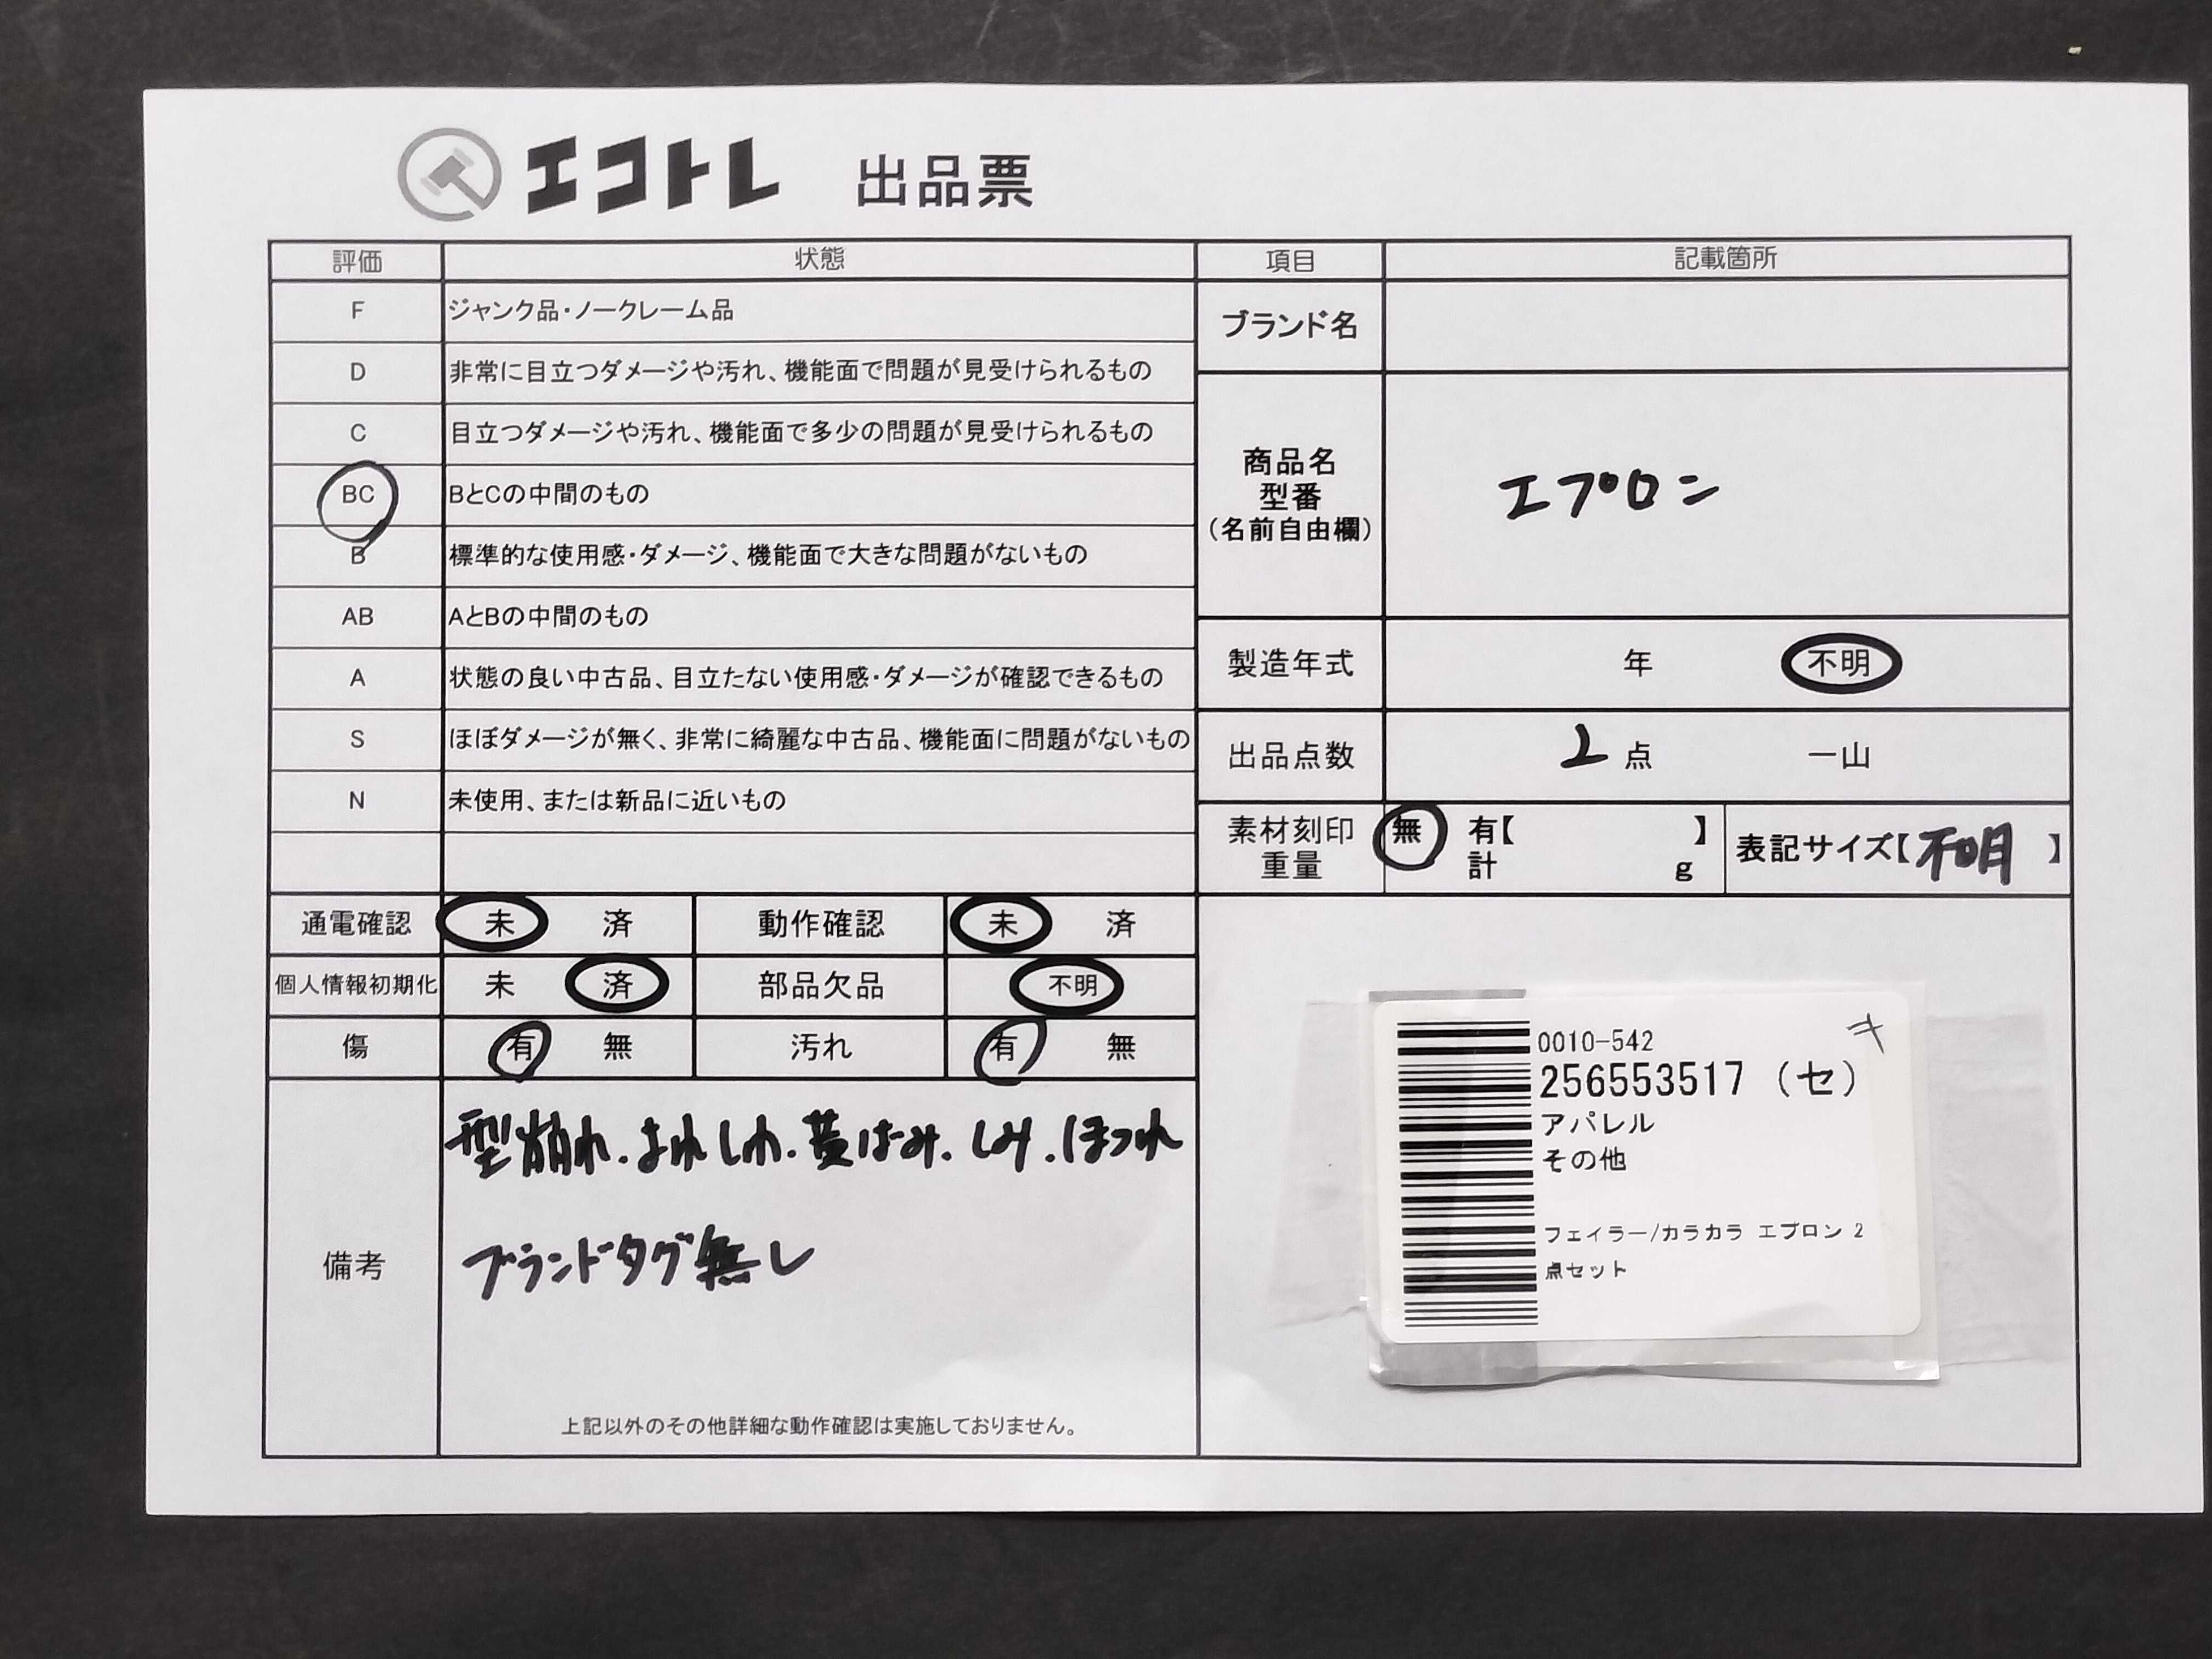 エコトレ 出品票
評価 状態
F ジャンク品・ノークレーム品
D 非常に目立つダメージや汚れ、機能面で問題が見受けられるもの
C 目立つダメージや汚れ、機能面で多少の問題が見受けられるもの
BC BとCの中間のもの
B 標準的な使用感・ダメージ、機能面で大きな問題がないもの
AB AとBの中間のもの
A 状態の良い中古品、目立たない使用感・ダメージが確認できるもの
S ほぼダメージが無く、非常に綺麗な中古品、機能面に問題がないもの
N 未使用、または新品に近いもの
通電確認 未 済 動作確認 未 済
個人情報初期化 未 済 部品欠品 不明
傷 有 無 汚れ 有 無
備考
型崩れ.よれしわ.黄ばみ.しみ.ほつれ
ブランドタグ無し
上記以外のその他詳細な動作確認は実施しておりません。
項目 記載箇所
ブランド名
商品名
型番
(名前自由欄)
エプロン
製造年式 年 不明
出品点数 2点 一山
素材刻印 無 有【 】
重量 計 g
表記サイズ【不明】
0010-542
256553517 (セ)
アパレル
その他
フェイラー/カラカラ エプロン 2
点セット